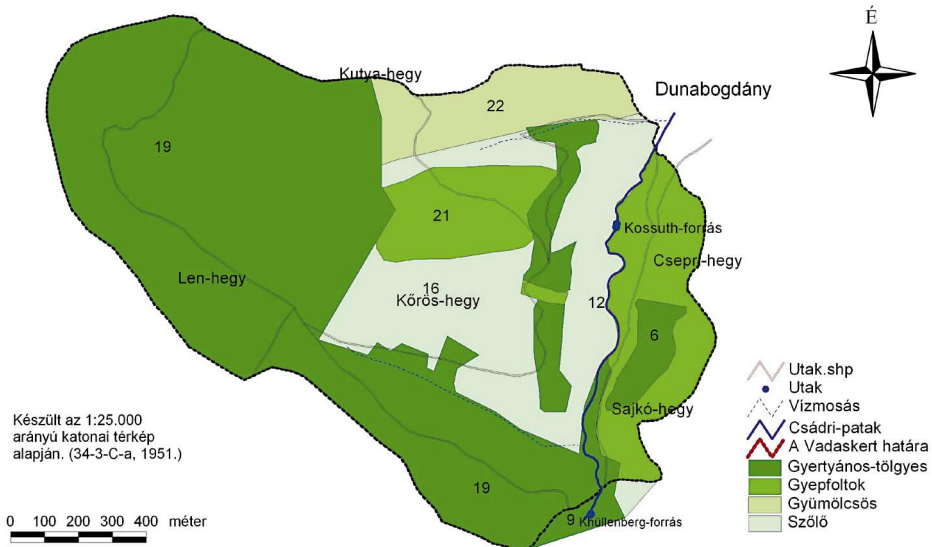 É
Kutya-hegy
Dunabogdány
22
19
21
Kossuth-forrás
Csepri-hegy
Len-hegy
16
Kőrös-hegy
12
6
Sajkó-hegy
19
9
Khüllenberg-forrás
Készült az 1:25.000
arányú katonai térkép
alapján. (34-3-C-a, 1951.)
0 100 200 300 400 méter
Utak.shp
Utak
Vízmosás
Csádri-patak
A Vadaskert határa
Gyertyános-tölgyes
Gyepfoltok
Gyümölcsös
Szőlő